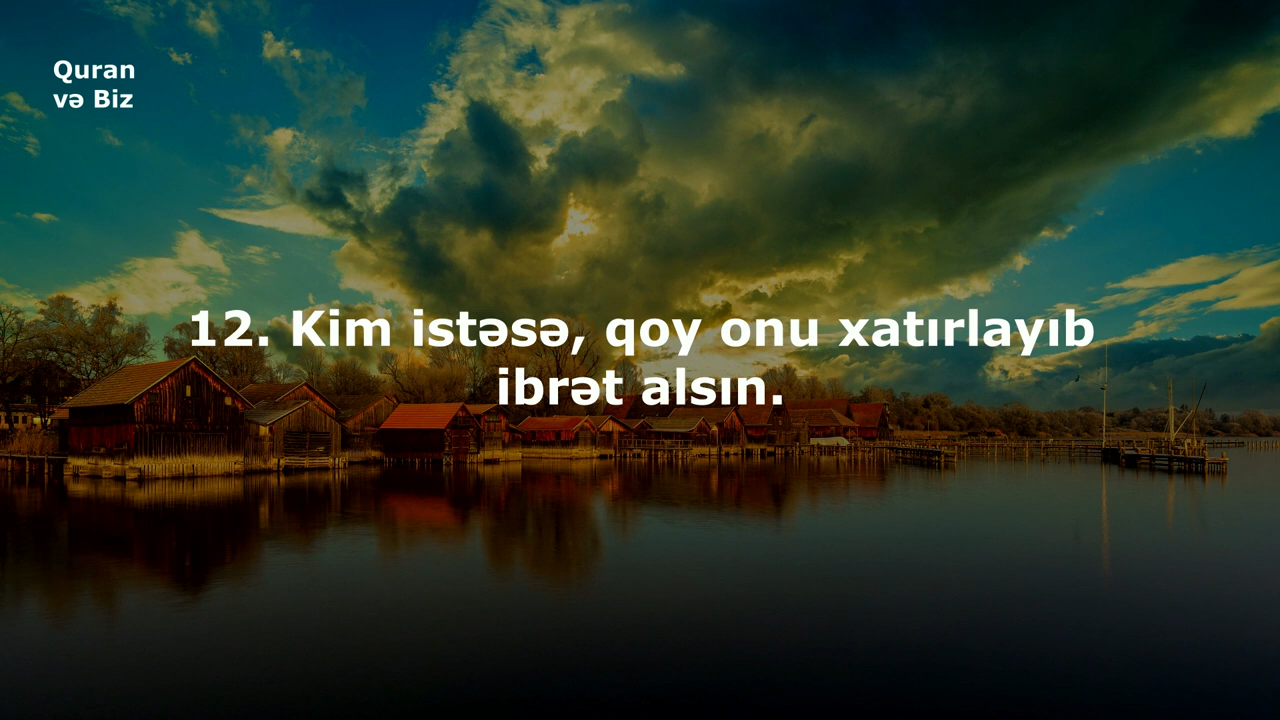 Quran
və Biz
12. Kim istəsə, qoy onu xatırlayıb
ibrət alsın.